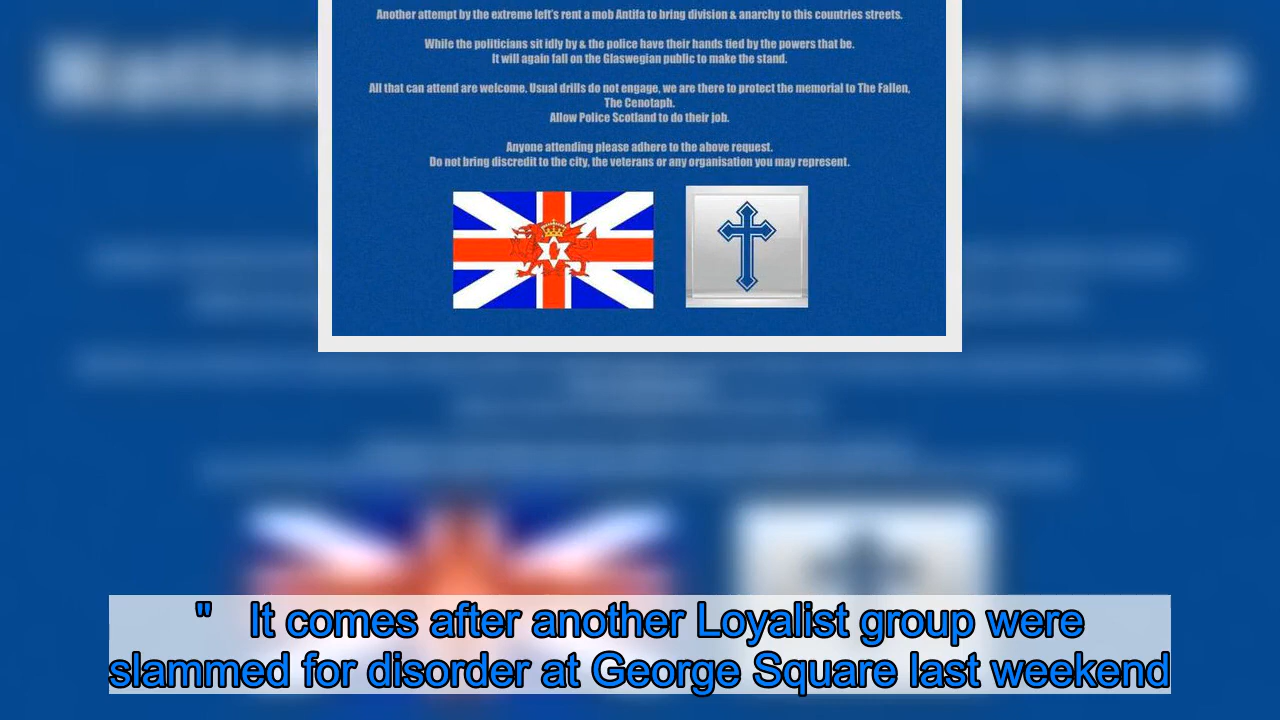 Another attempt by the extreme left's rent a mob Antifa to bring division & anarchy to this countries streets.
While the politicians sit idly by & the police have their hands tied by the powers that be.
It will again fall on the Glaswegian public to make the stand.
All that can attend are welcome, Usual drills do not engage, we are there to protect the memorial to The Fallen,
The Cenotaph.
Allow Police Scotland to do their job.
Anyone attending please adhere to the above request.
Do not bring discredit to the city, the veterans or any organisation you may represent.
" It comes after another Loyalist group were
slammed for disorder at George Square last weekend